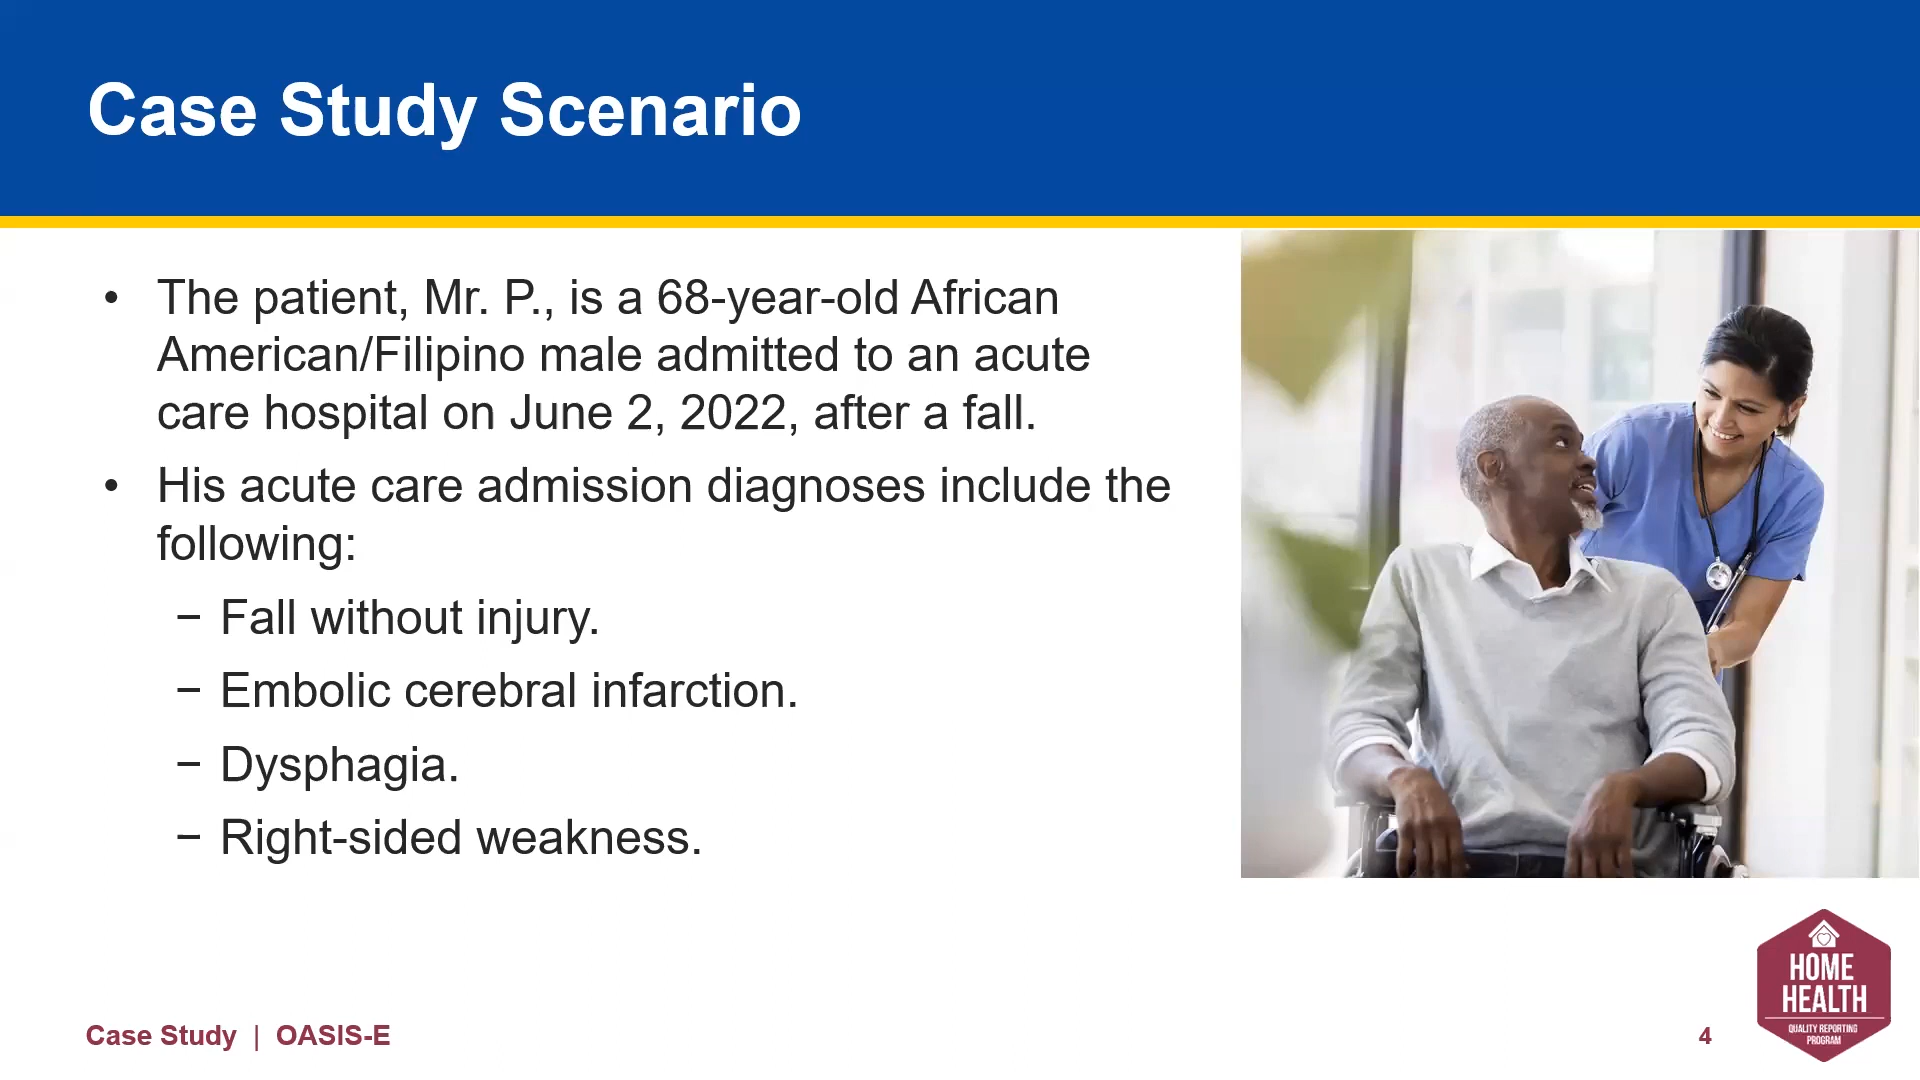 Case Study Scenario
• The patient, Mr. P., is a 68-year-old African
American/Filipino male admitted to an acute
care hospital on June 2, 2022, after a fall.
• His acute care admission diagnoses include the
following:
− Fall without injury.
− Embolic cerebral infarction.
− Dysphagia.
− Right-sided weakness.
HOME
HEALTH
QUALITY REPORTING
PROGRAM
Case Study | OASIS-E
4